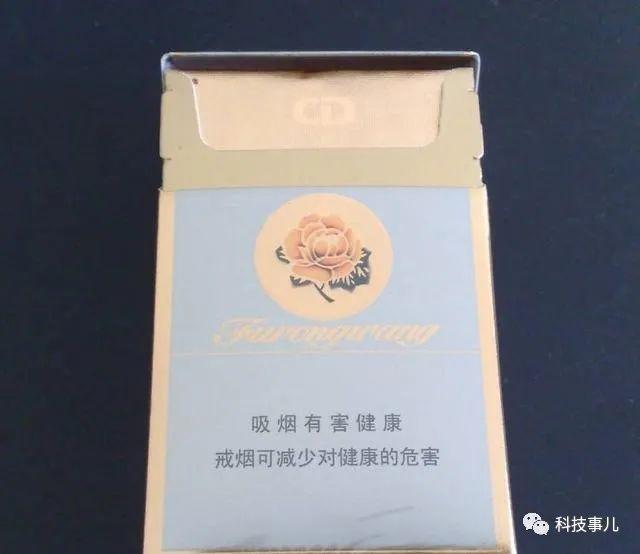 Furongwang
吸烟有害健康
戒烟可减少对健康的危害
科技事儿